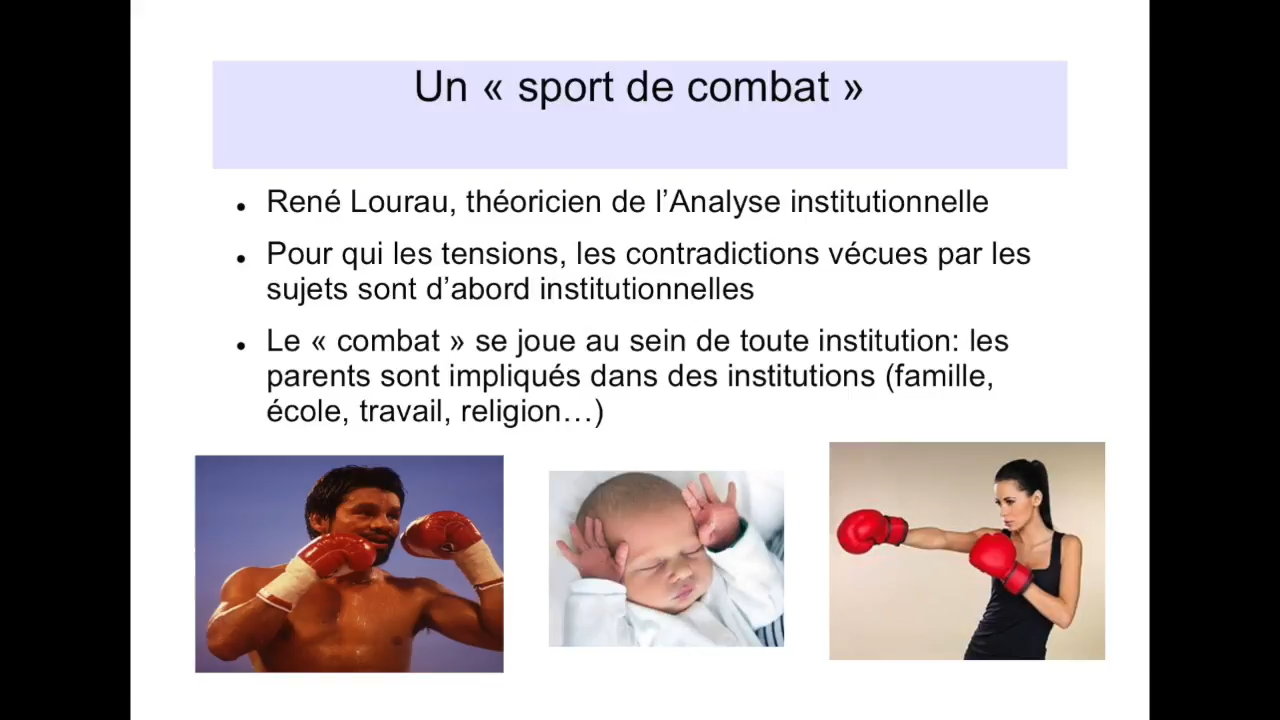 Un « sport de combat »
René Lourau, théoricien de l’Analyse institutionnelle
Pour qui les tensions, les contradictions vécues par les
sujets sont d’abord institutionnelles
Le « combat » se joue au sein de toute institution: les
parents sont impliqués dans des institutions (famille,
école, travail, religion…)